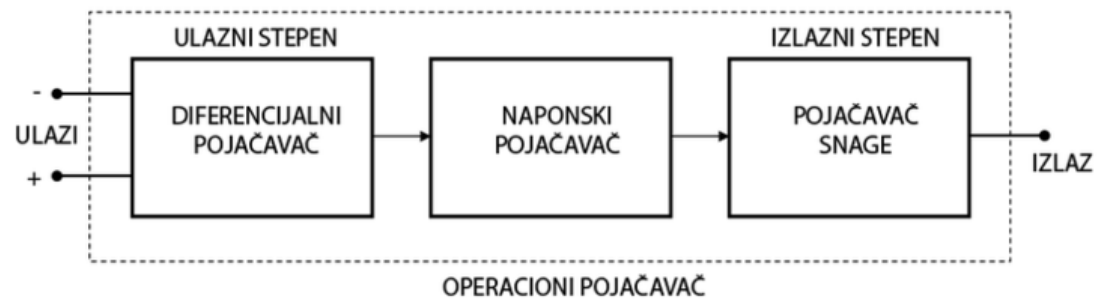 ULAZNI STEPEN
IZLAZNI STEPEN
-
ULAZI
+
DIFERENCIJALNI
POJAČAVAČ
NAPONSKI
POJAČAVAČ
POJAČAVAČ
SNAGE
IZLAZ
OPERACIONI POJAČAVAČ